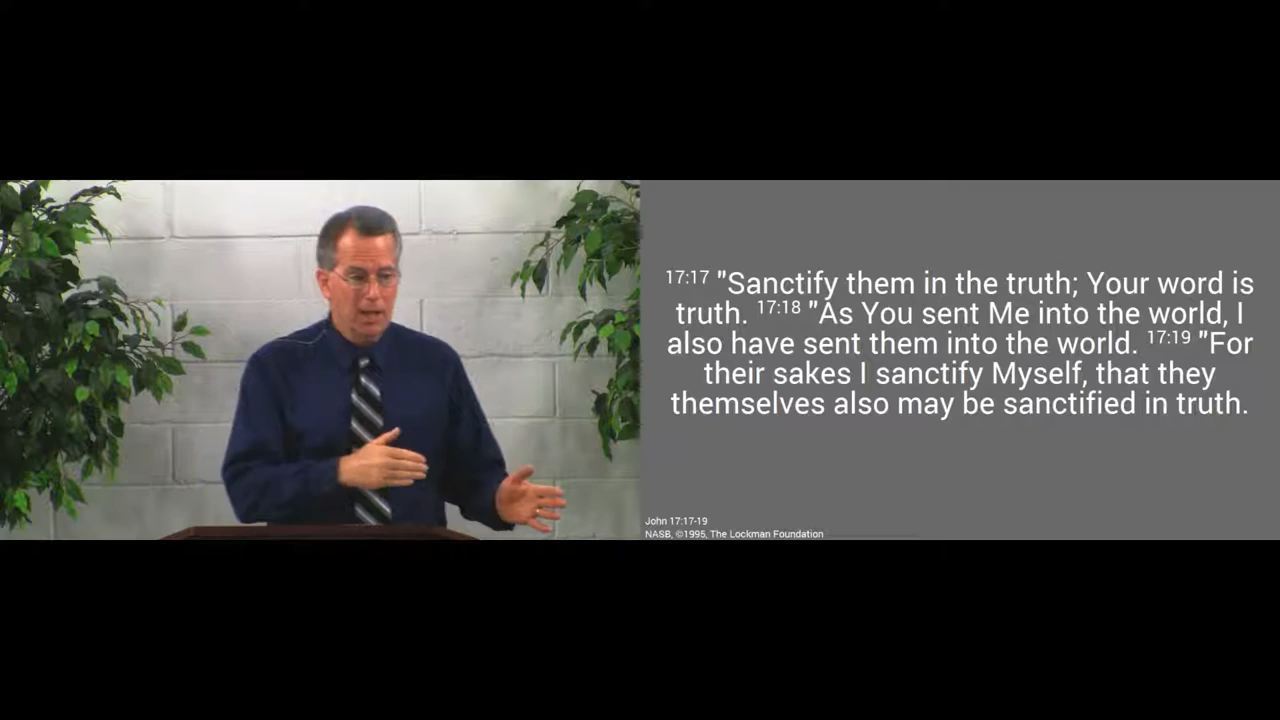 17:17 "Sanctify them in the truth; Your word is
truth. 17:18 "As You sent Me into the world, I
also have sent them into the world. 17:19 "For
their sakes I sanctify Myself, that they
themselves also may be sanctified in truth.
John 17:17-19
NASB, ©1995, The Lockman Foundation